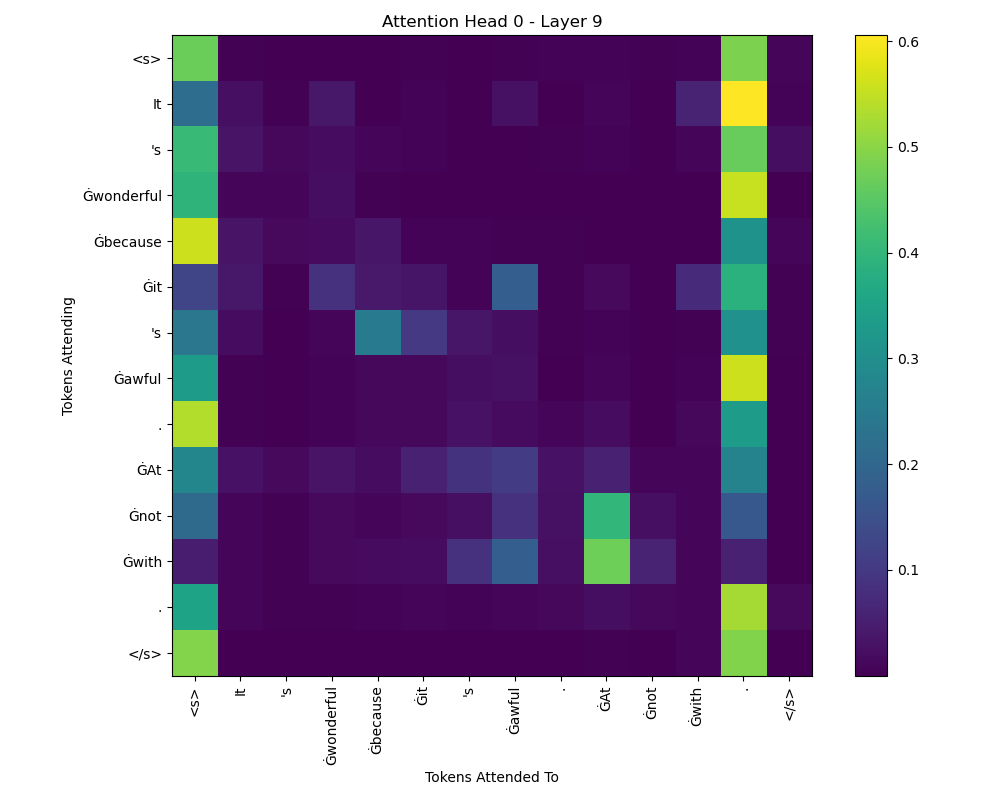 Attention Head 0 - Layer 9
Tokens Attending
<s>
It
's
Ġwonderful
Ġbecause
Ġit
's
Ġawful
.
ĠAt
Ġnot
Ġwith
.
</s>
<s>
It
's
Ġwonderful
Ġbecause
Ġit
's
Ġawful
.
ĠAt
Ġnot
Ġwith
.
</s>
Tokens Attended To
0.6
0.5
0.4
0.3
0.2
0.1